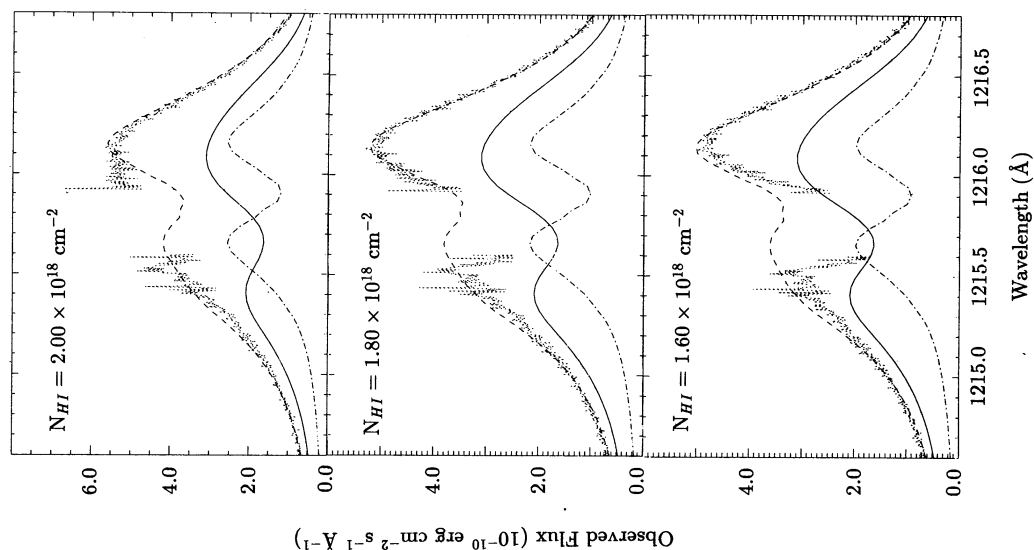 N_{HI} = 2.00 × 10^{18} cm^{−2}
6.0
4.0
2.0
0.0
N_{HI} = 1.80 × 10^{18} cm^{−2}
4.0
2.0
0.0
N_{HI} = 1.60 × 10^{18} cm^{−2}
4.0
2.0
0.0
1215.0
1215.5
1216.0
1216.5
Wavelength (Å)
Observed Flux (10^{−10} erg cm^{−2} s^{−1} Å^{−1})